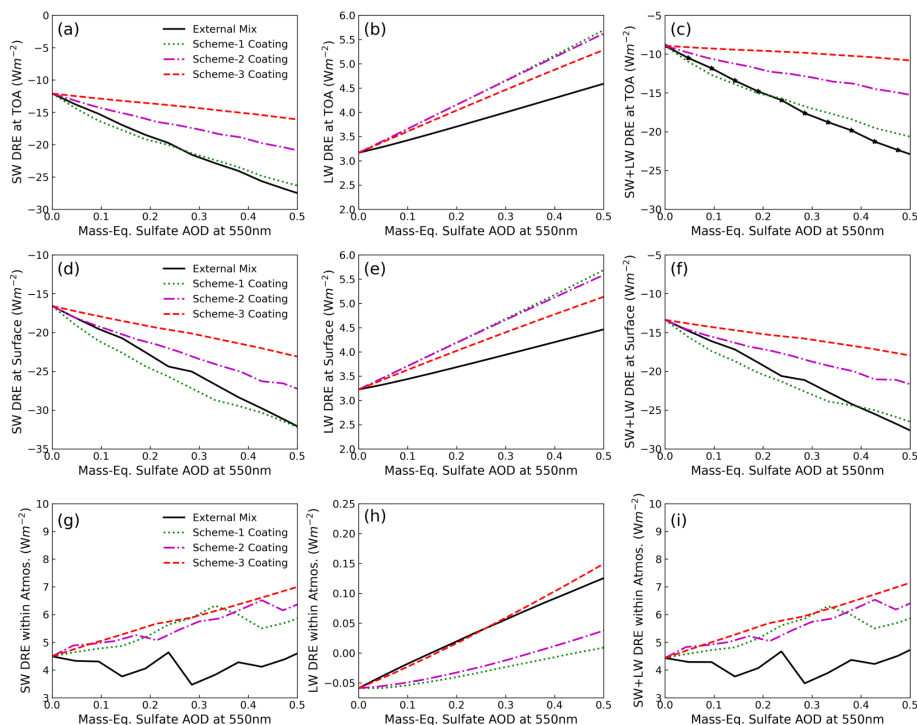 (a)
External Mix
Scheme-1 Coating
Scheme-2 Coating
Scheme-3 Coating
SW DRE at TOA (Wm⁻²)
0
−5
−10
−15
−20
−25
−30
0.0 0.1 0.2 0.3 0.4 0.5
Mass-Eq. Sulfate AOD at 550nm
(b)
LW DRE at TOA (Wm⁻²)
6.0
5.5
5.0
4.5
4.0
3.5
3.0
2.5
2.0
0.0 0.1 0.2 0.3 0.4 0.5
Mass-Eq. Sulfate AOD at 550nm
(c)
SW+LW DRE at TOA (Wm⁻²)
−5
−10
−15
−20
−25
−30
0.0 0.1 0.2 0.3 0.4 0.5
Mass-Eq. Sulfate AOD at 550nm
(d)
External Mix
Scheme-1 Coating
Scheme-2 Coating
Scheme-3 Coating
SW DRE at Surface (Wm⁻²)
−10
−15
−20
−25
−30
−35
0.0 0.1 0.2 0.3 0.4 0.5
Mass-Eq. Sulfate AOD at 550nm
(e)
LW DRE at Surface (Wm⁻²)
6.0
5.5
5.0
4.5
4.0
3.5
3.0
2.5
2.0
0.0 0.1 0.2 0.3 0.4 0.5
Mass-Eq. Sulfate AOD at 550nm
(f)
SW+LW DRE at Surface (Wm⁻²)
−5
−10
−15
−20
−25
−30
0.0 0.1 0.2 0.3 0.4 0.5
Mass-Eq. Sulfate AOD at 550nm
(g)
External Mix
Scheme-1 Coating
Scheme-2 Coating
Scheme-3 Coating
SW DRE within Atmos. (Wm⁻²)
10
9
8
7
6
5
4
3
0.0 0.1 0.2 0.3 0.4 0.5
Mass-Eq. Sulfate AOD at 550nm
(h)
LW DRE within Atmos. (Wm⁻²)
0.25
0.20
0.15
0.10
0.05
0.00
−0.05
0.0 0.1 0.2 0.3 0.4 0.5
Mass-Eq. Sulfate AOD at 550nm
(i)
SW+LW DRE within Atmos. (Wm⁻²)
10
9
8
7
6
5
4
3
0.0 0.1 0.2 0.3 0.4 0.5
Mass-Eq. Sulfate AOD at 550nm